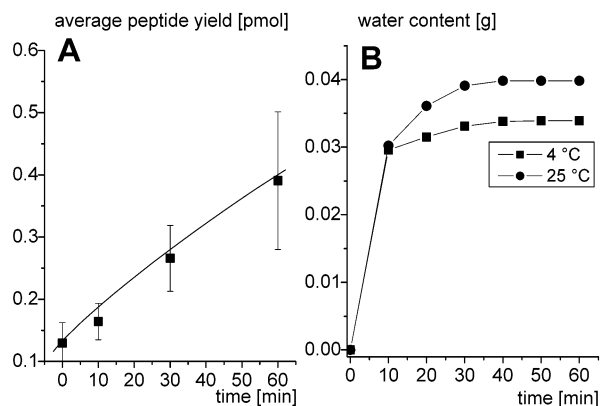 average peptide yield [pmol]
A
0.6
0.5
0.4
0.3
0.2
0.1
0 10 20 30 40 50 60
time [min]
water content [g]
B
0.04
0.03
0.02
0.01
0.00
4 °C
25 °C
0 10 20 30 40 50 60
time [min]